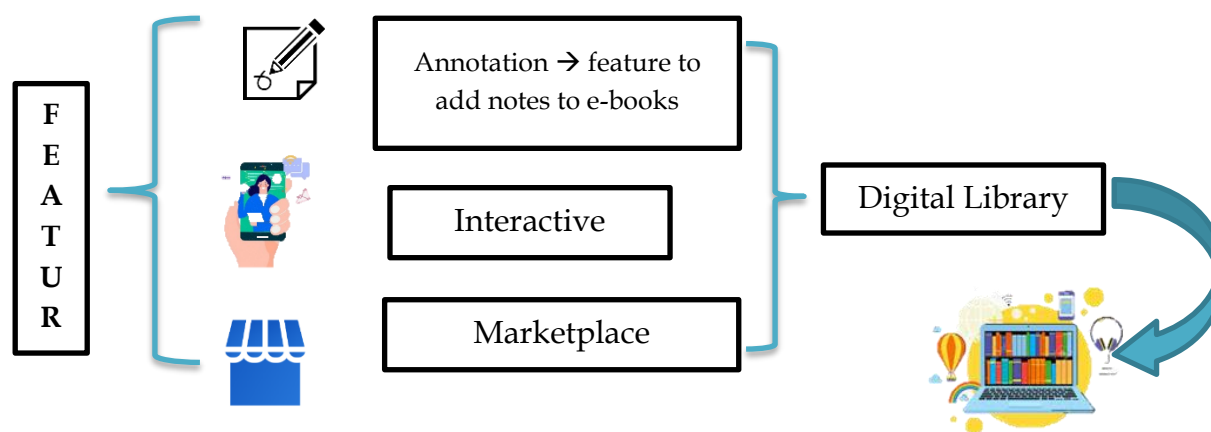 F
E
A
T
U
R
Annotation → feature to
add notes to e-books
Interactive
Marketplace
Digital Library